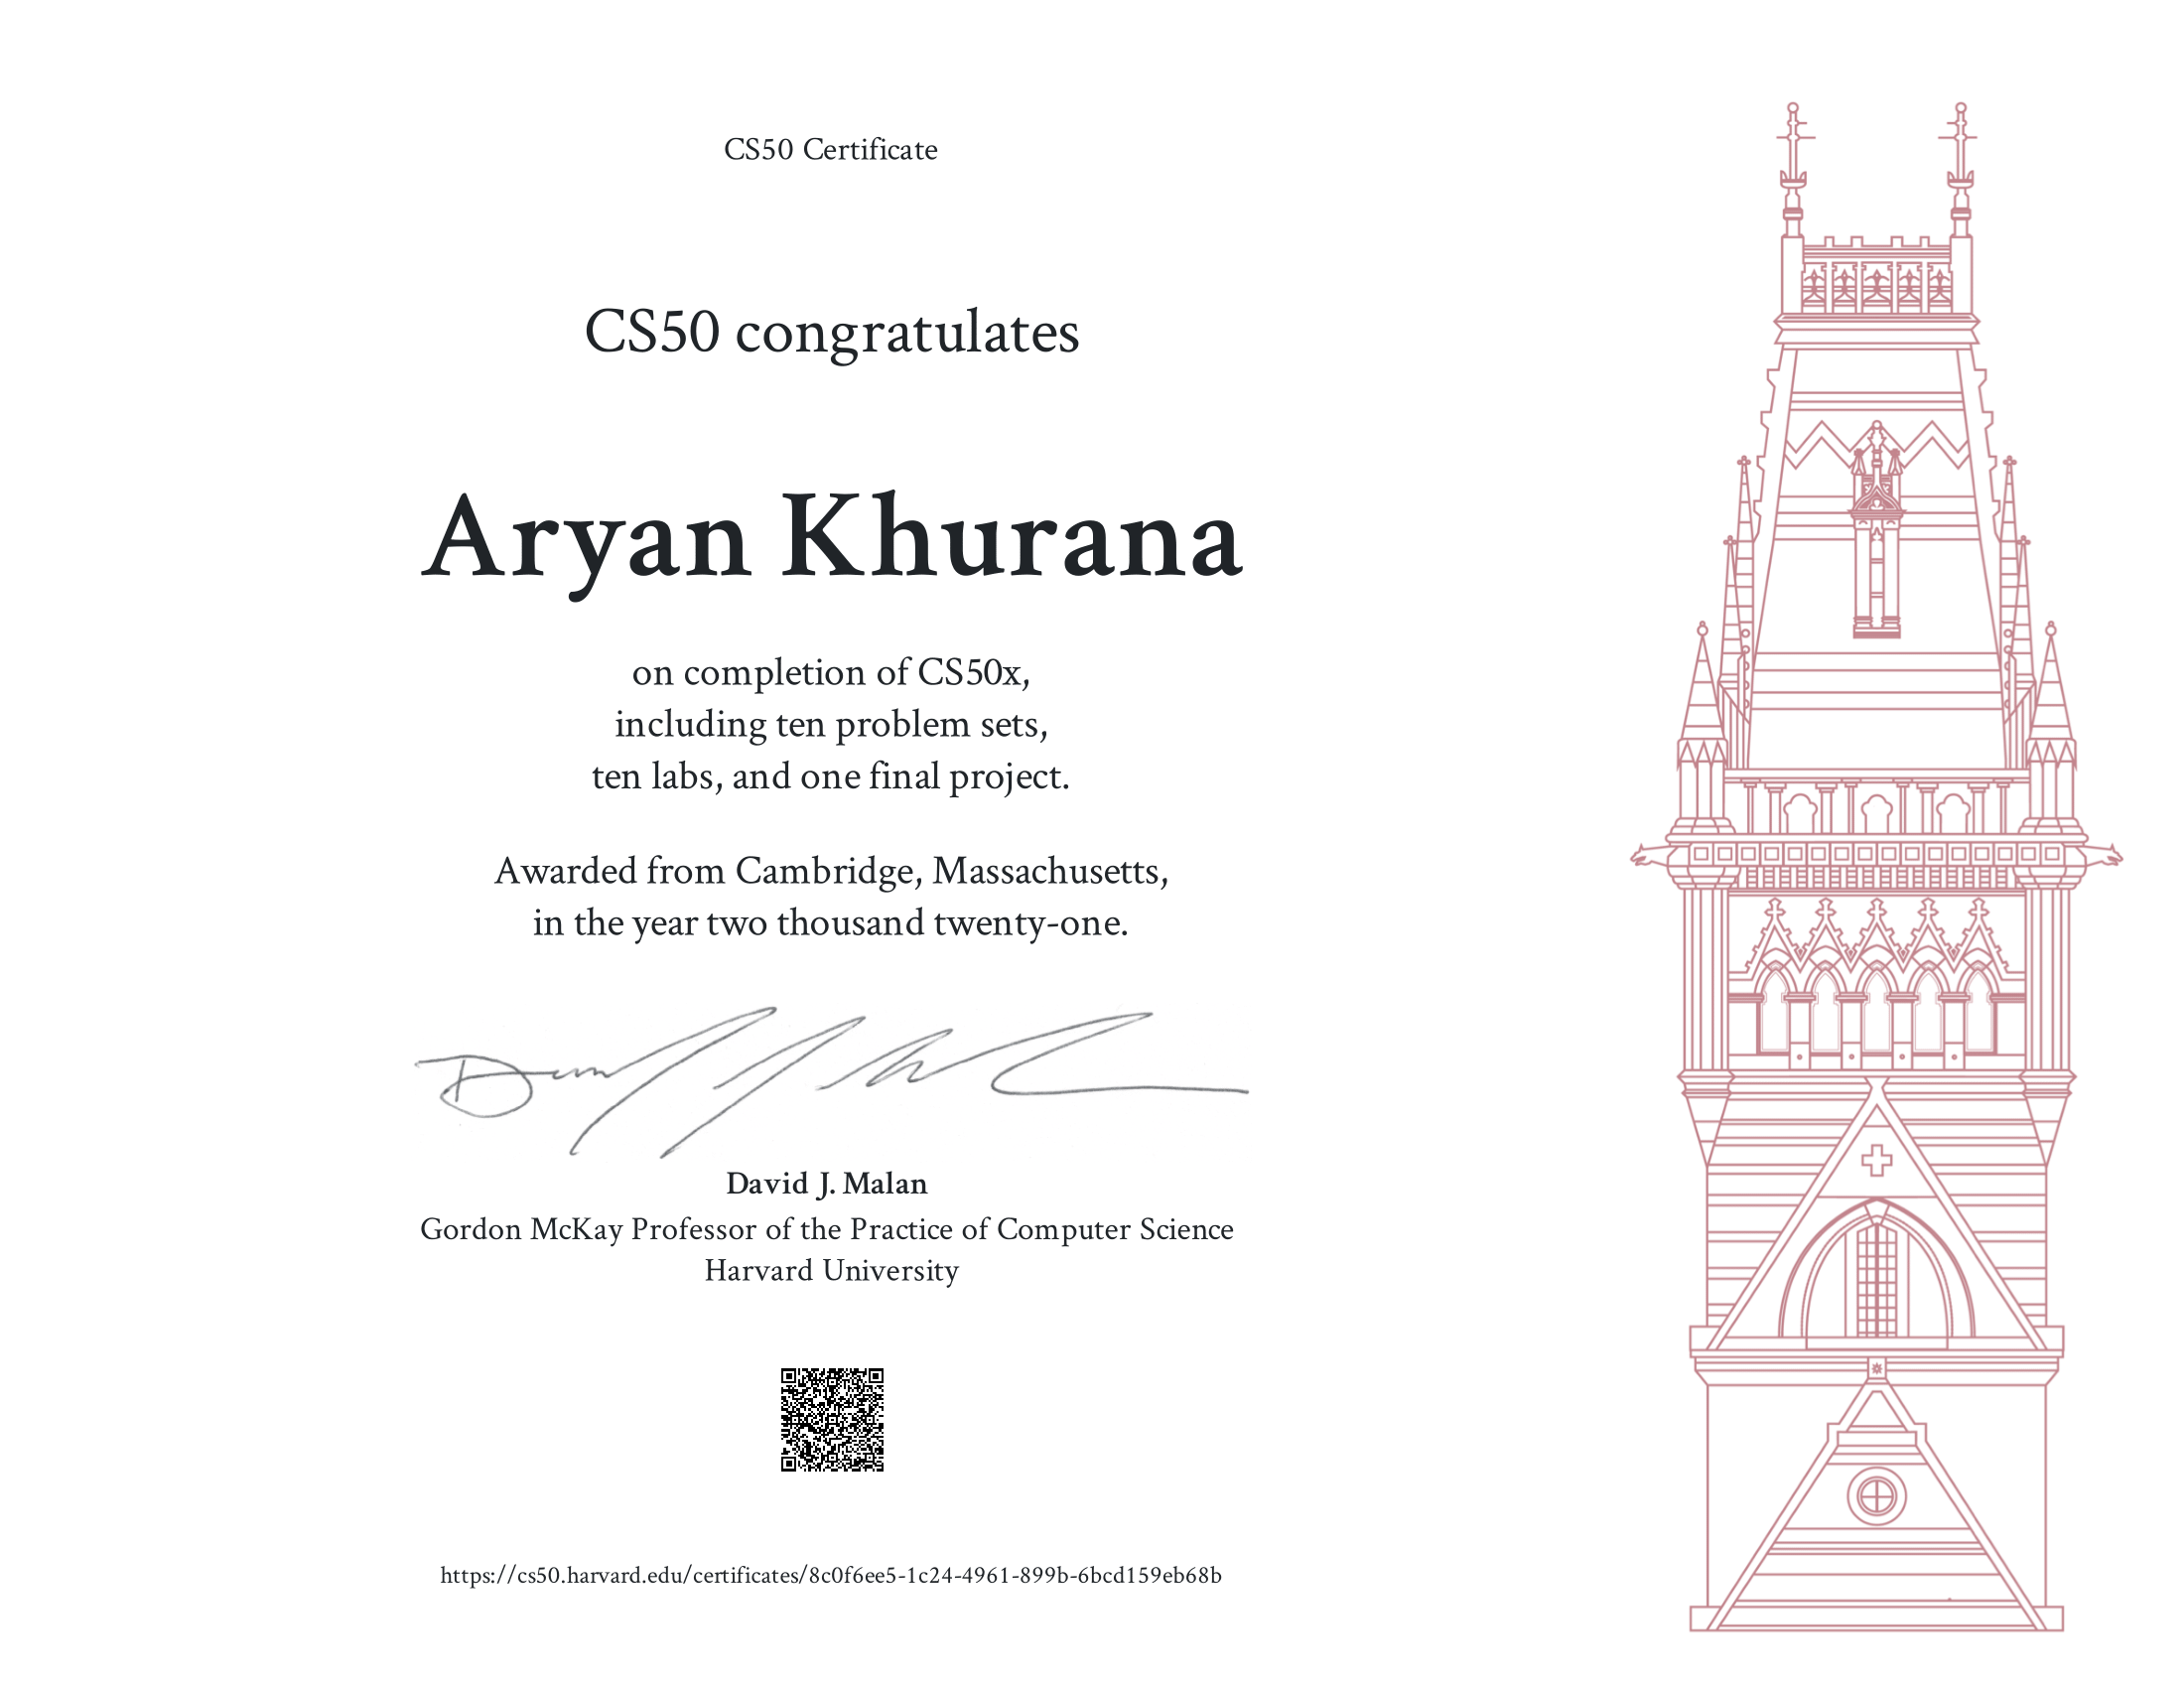 CS50 Certificate
CS50 congratulates
Aryan Khurana
on completion of CS50x,
including ten problem sets,
ten labs, and one final project.
Awarded from Cambridge, Massachusetts,
in the year two thousand twenty-one.
David J. Malan
Gordon McKay Professor of the Practice of Computer Science
Harvard University
https://cs50.harvard.edu/certificates/8c0f6ee5-1c24-4961-899b-6bcd159eb68b